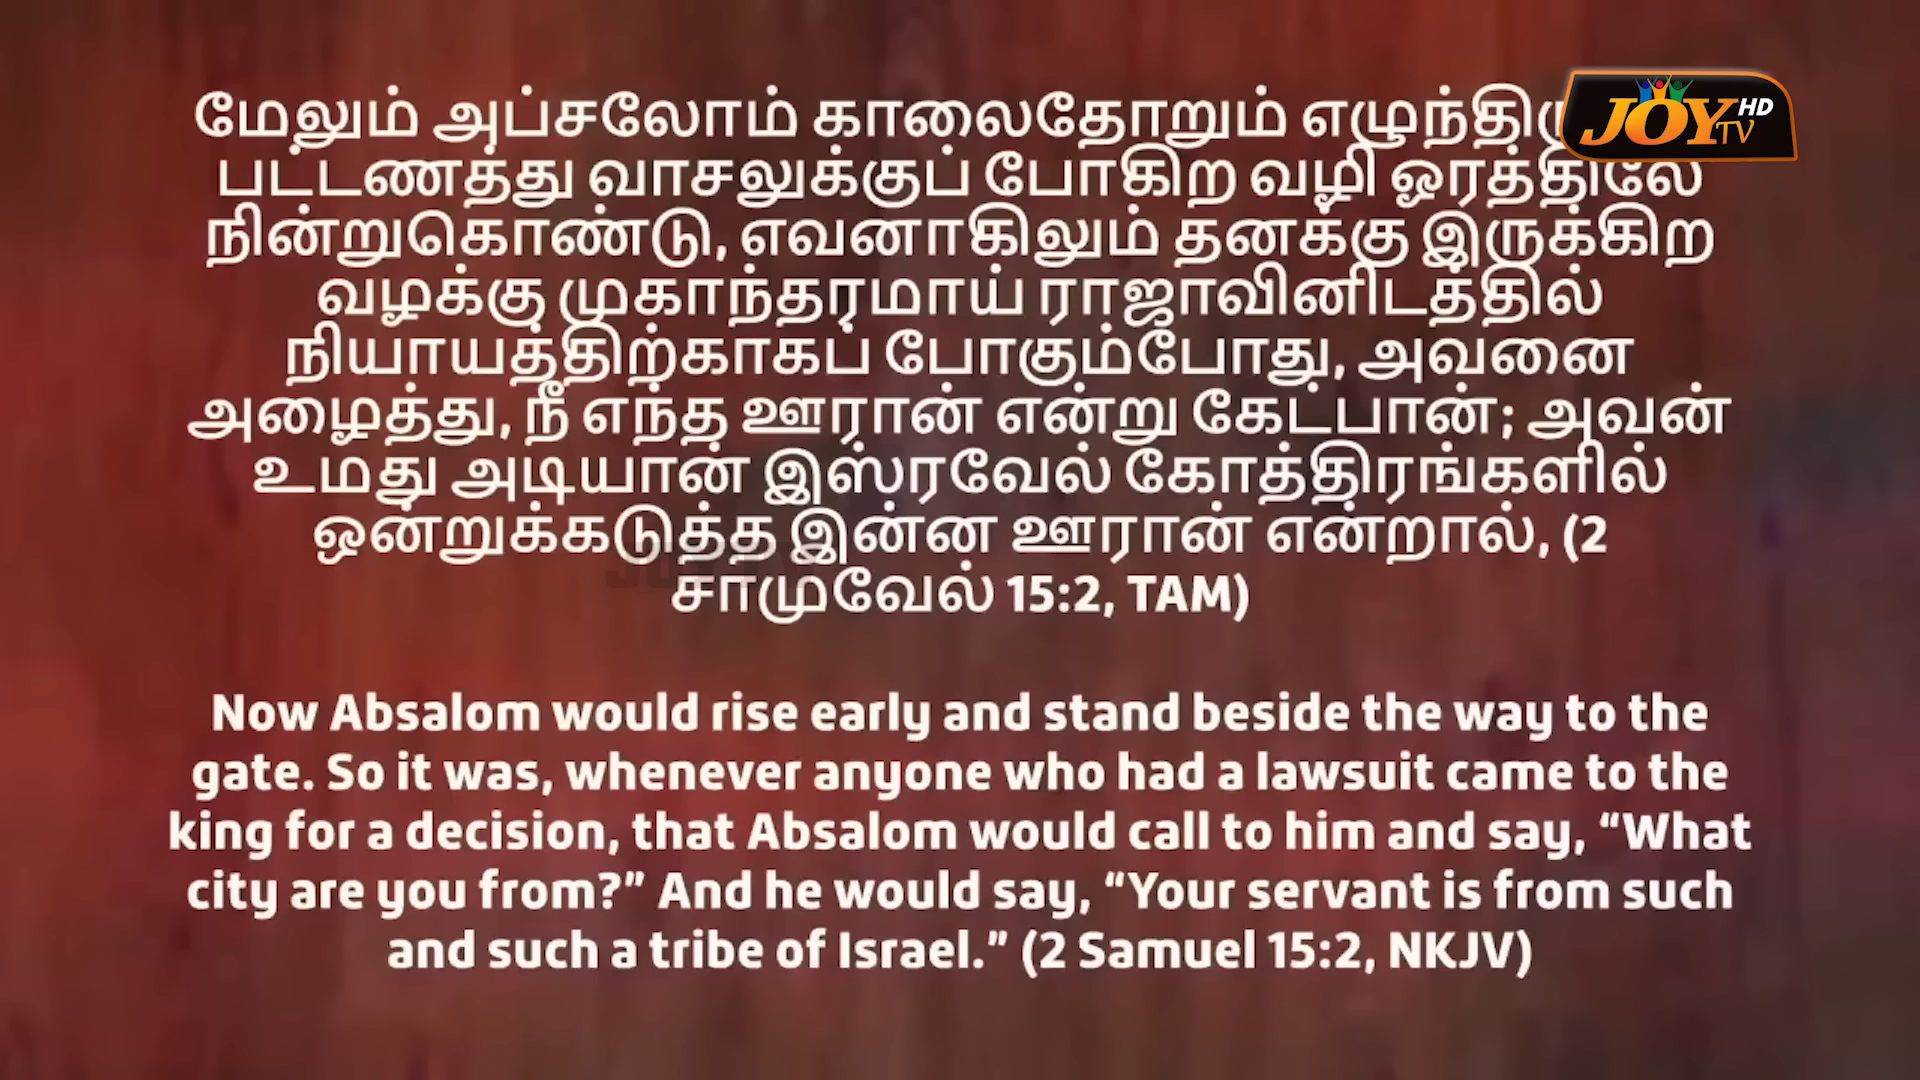 மேலும் அப்சலோம் காலைதோறும்
JOY TV HD
பட்டணத்து வாசலுக்குப் போகிற வழி ஓரத்திலே
நின்றுகொண்டு, எவனாகிலும் தனக்கு இருக்கிற
வழக்கு முகாந்தரமாய் ராஜாவினிடத்தில்
நியாயத்திற்காகப் போகும்போது, அவனை
அழைத்து, நீ எந்த ஊரான் என்று கேட்பான்; அவன்
உமது அடியான் இஸ்ரவேல் கோத்திரங்களில்
ஒன்றுக்கடுத்த இன்ன ஊரான் என்றால், (2
சாமுவேல் 15:2, TAM)
Now Absalom would rise early and stand beside the way to the
gate. So it was, whenever anyone who had a lawsuit came to the
king for a decision, that Absalom would call to him and say, “What
city are you from?” And he would say, “Your servant is from such
and such a tribe of Israel.” (2 Samuel 15:2, NKJV)